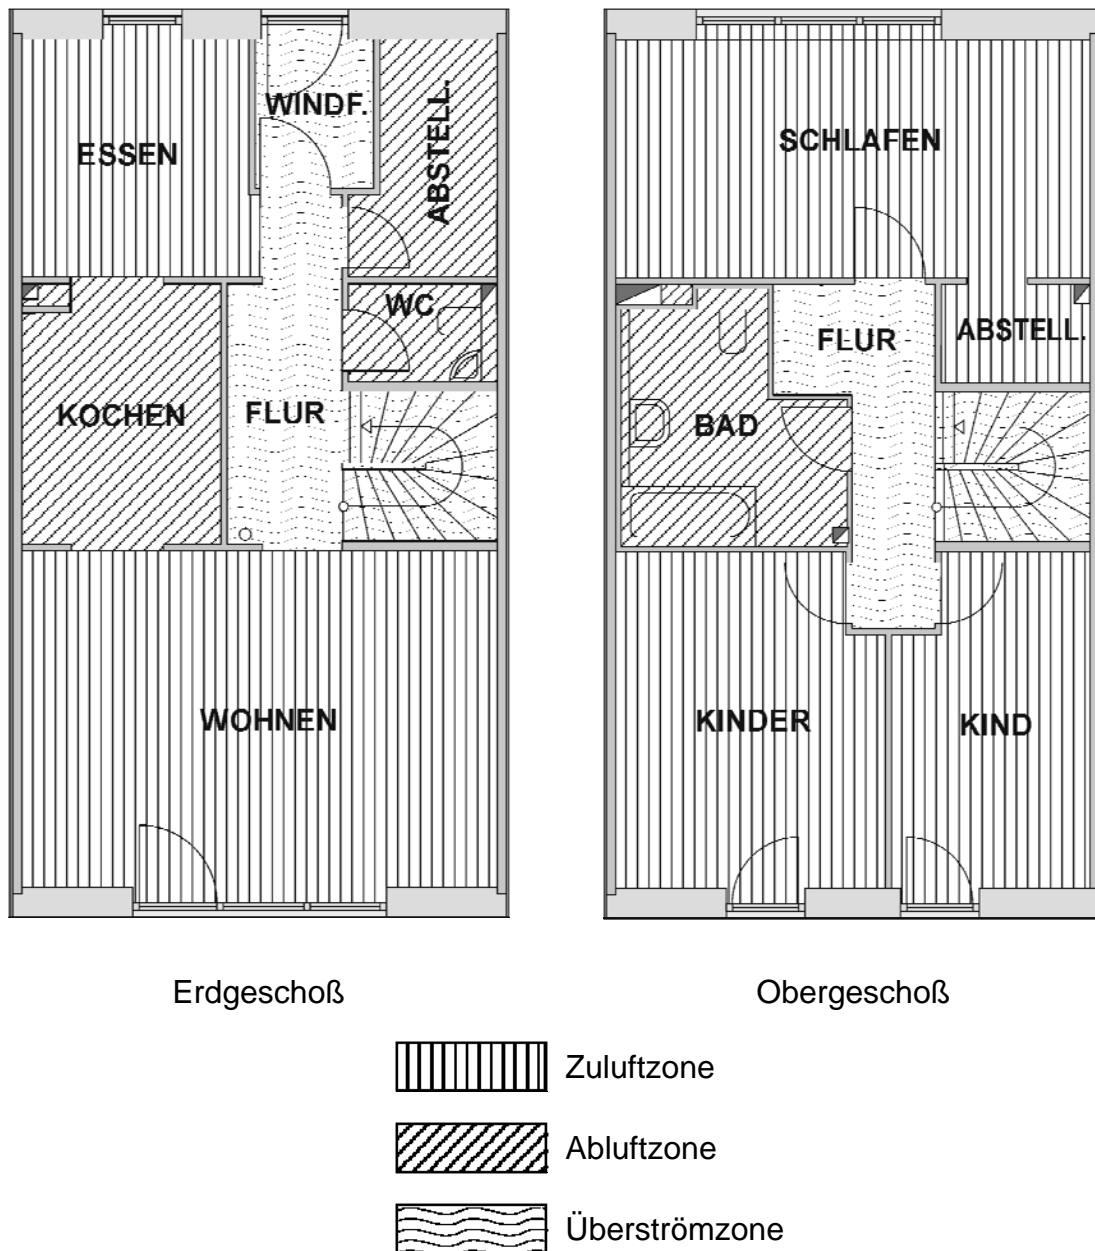 WINDF.
ESSEN
ABSTELL.
WC
KOCHEN
FLUR
WOHNEN
SCHLAFEN
FLUR
ABSTELL.
BAD
KINDER
KIND
Erdgeschoß
Obergeschoß
Zuluftzone
Abluftzone
Überströmzone